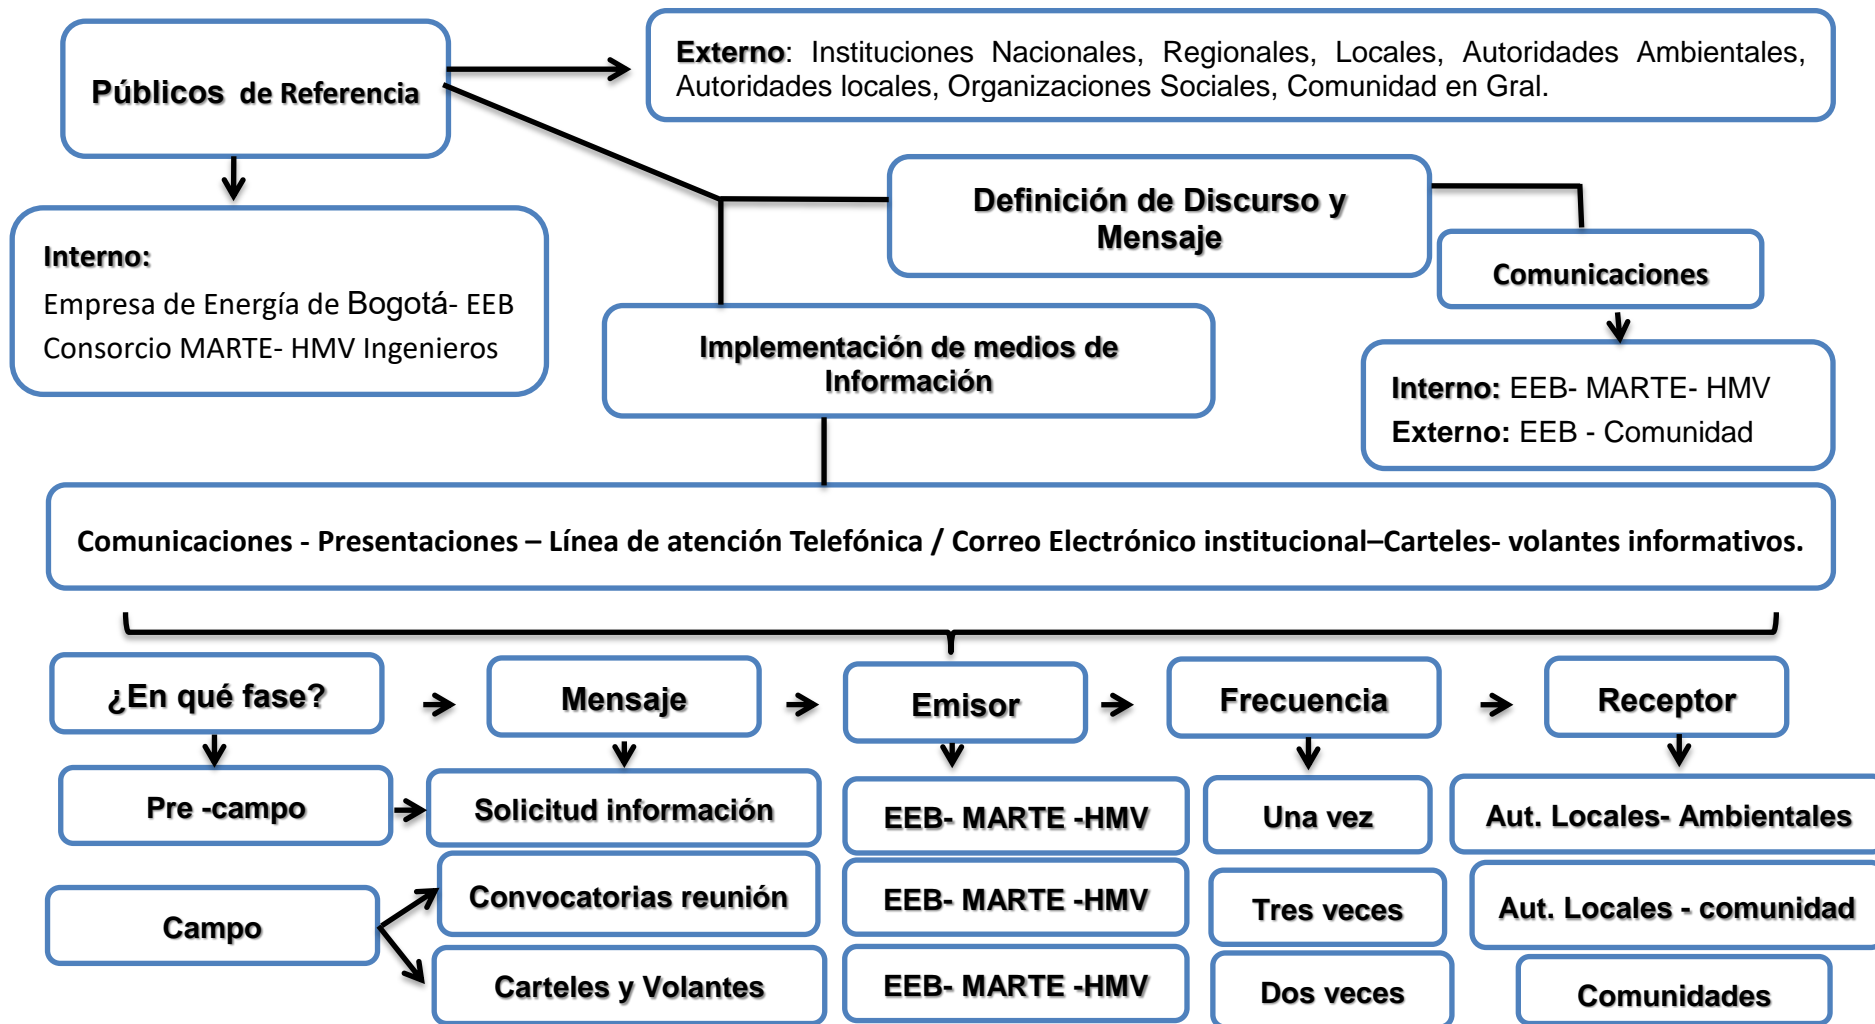 Públicos de Referencia
Externo: Instituciones Nacionales, Regionales, Locales, Autoridades Ambientales,
Autoridades locales, Organizaciones Sociales, Comunidad en Gral.
Definición de Discurso y
Mensaje
Interno:
Empresa de Energía de Bogotá- EEB
Consorcio MARTE- HMV Ingenieros
Comunicaciones
Implementación de medios de
Información
Interno: EEB- MARTE- HMV
Externo: EEB - Comunidad
Comunicaciones - Presentaciones – Línea de atención Telefónica / Correo Electrónico institucional–Carteles- volantes informativos.
¿En qué fase?
Mensaje
Emisor
Frecuencia
Receptor
Pre -campo
Solicitud información
EEB- MARTE -HMV
Una vez
Aut. Locales- Ambientales
Campo
Convocatorias reunión
EEB- MARTE -HMV
Tres veces
Aut. Locales - comunidad
Carteles y Volantes
EEB- MARTE -HMV
Dos veces
Comunidades